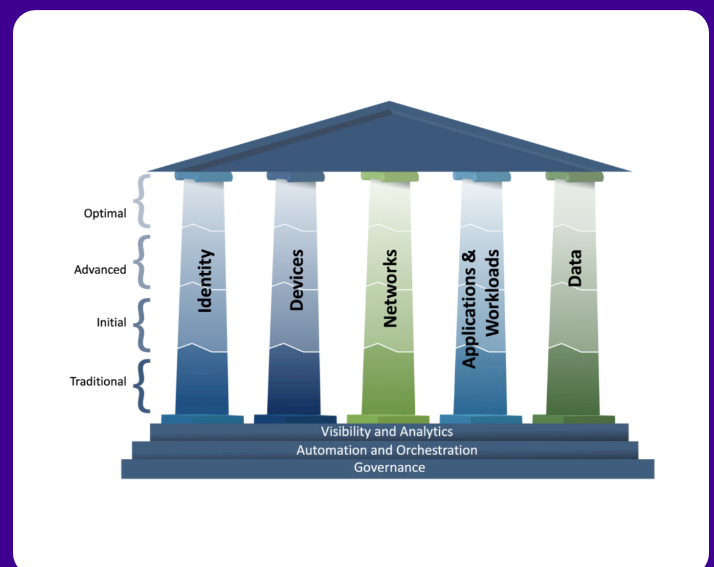 Optimal
Advanced
Initial
Traditional
Identity
Devices
Networks
Applications &
Workloads
Data
Visibility and Analytics
Automation and Orchestration
Governance